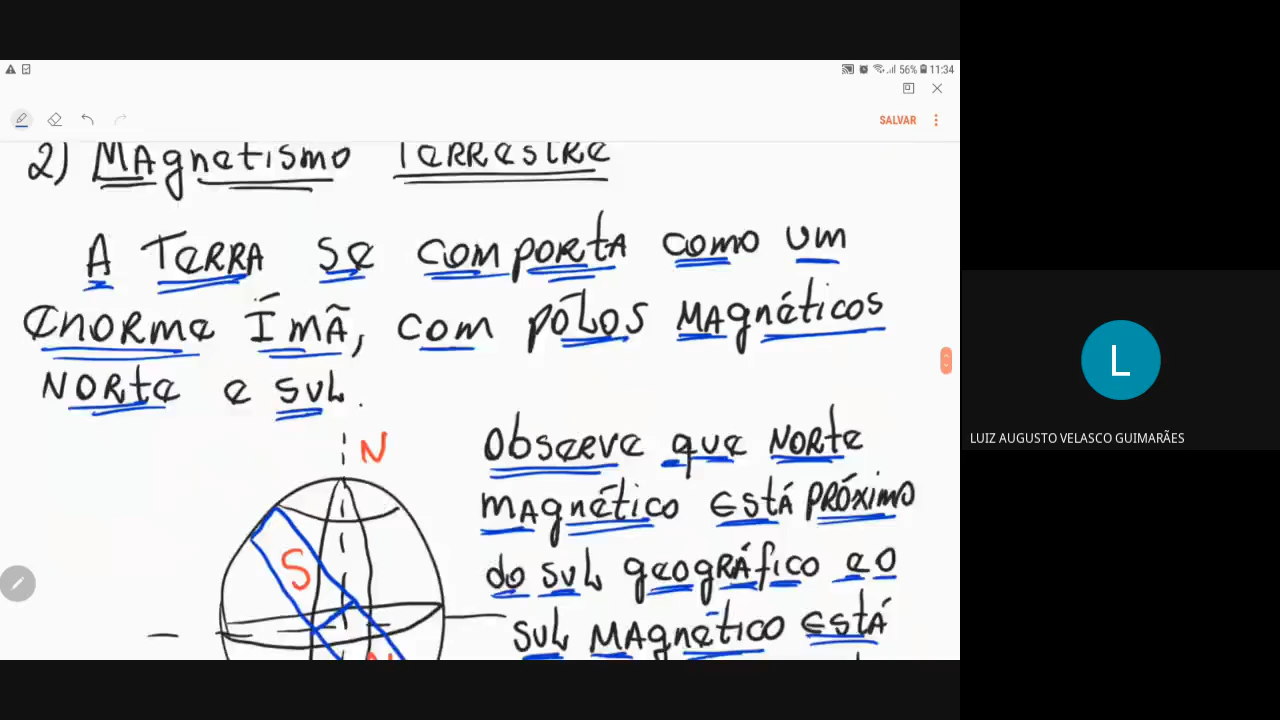 56% 11:34
SALVAR
2) Magnetismo Terrestre
A Terra se comporta como um
enorme Ímã, com pólos magnéticos
Norte e sul.
N
Observe que Norte
magnético está próximo
do sul geográfico e o
S
sul magnético está
N
L
LUIZ AUGUSTO VELASCO GUIMARÃES